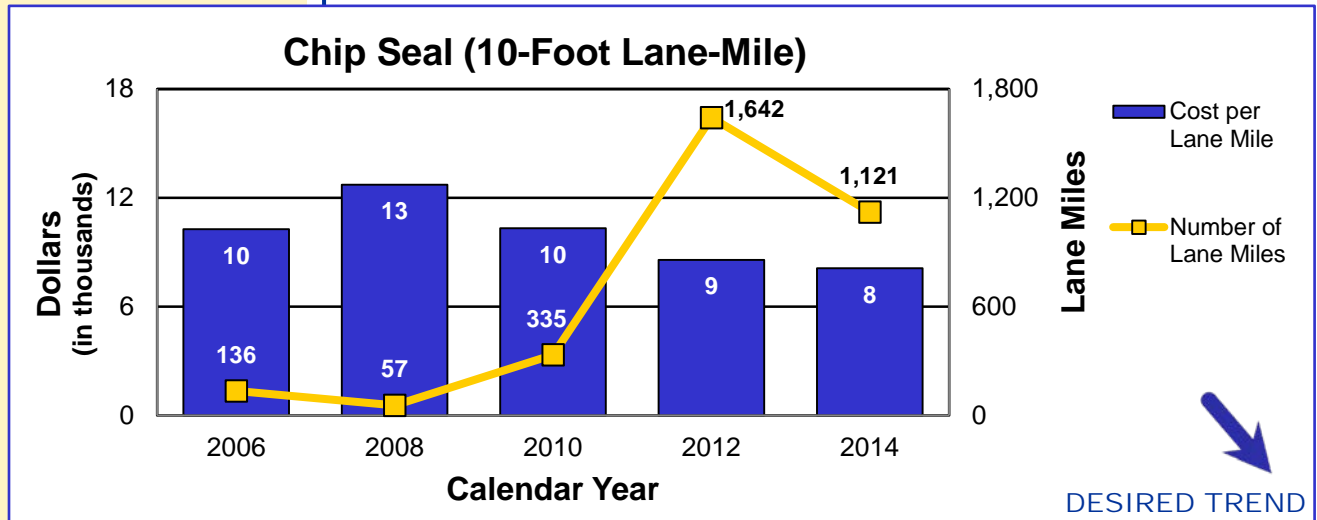 Chip Seal (10-Foot Lane-Mile)
18
12
6
0
Dollars
(in thousands)
1,800
1,200
600
0
Lane Miles
10
13
10
9
8
136
57
335
1,642
1,121
2006 2008 2010 2012 2014
Calendar Year
Cost per
Lane Mile
Number of
Lane Miles
DESIRED TREND